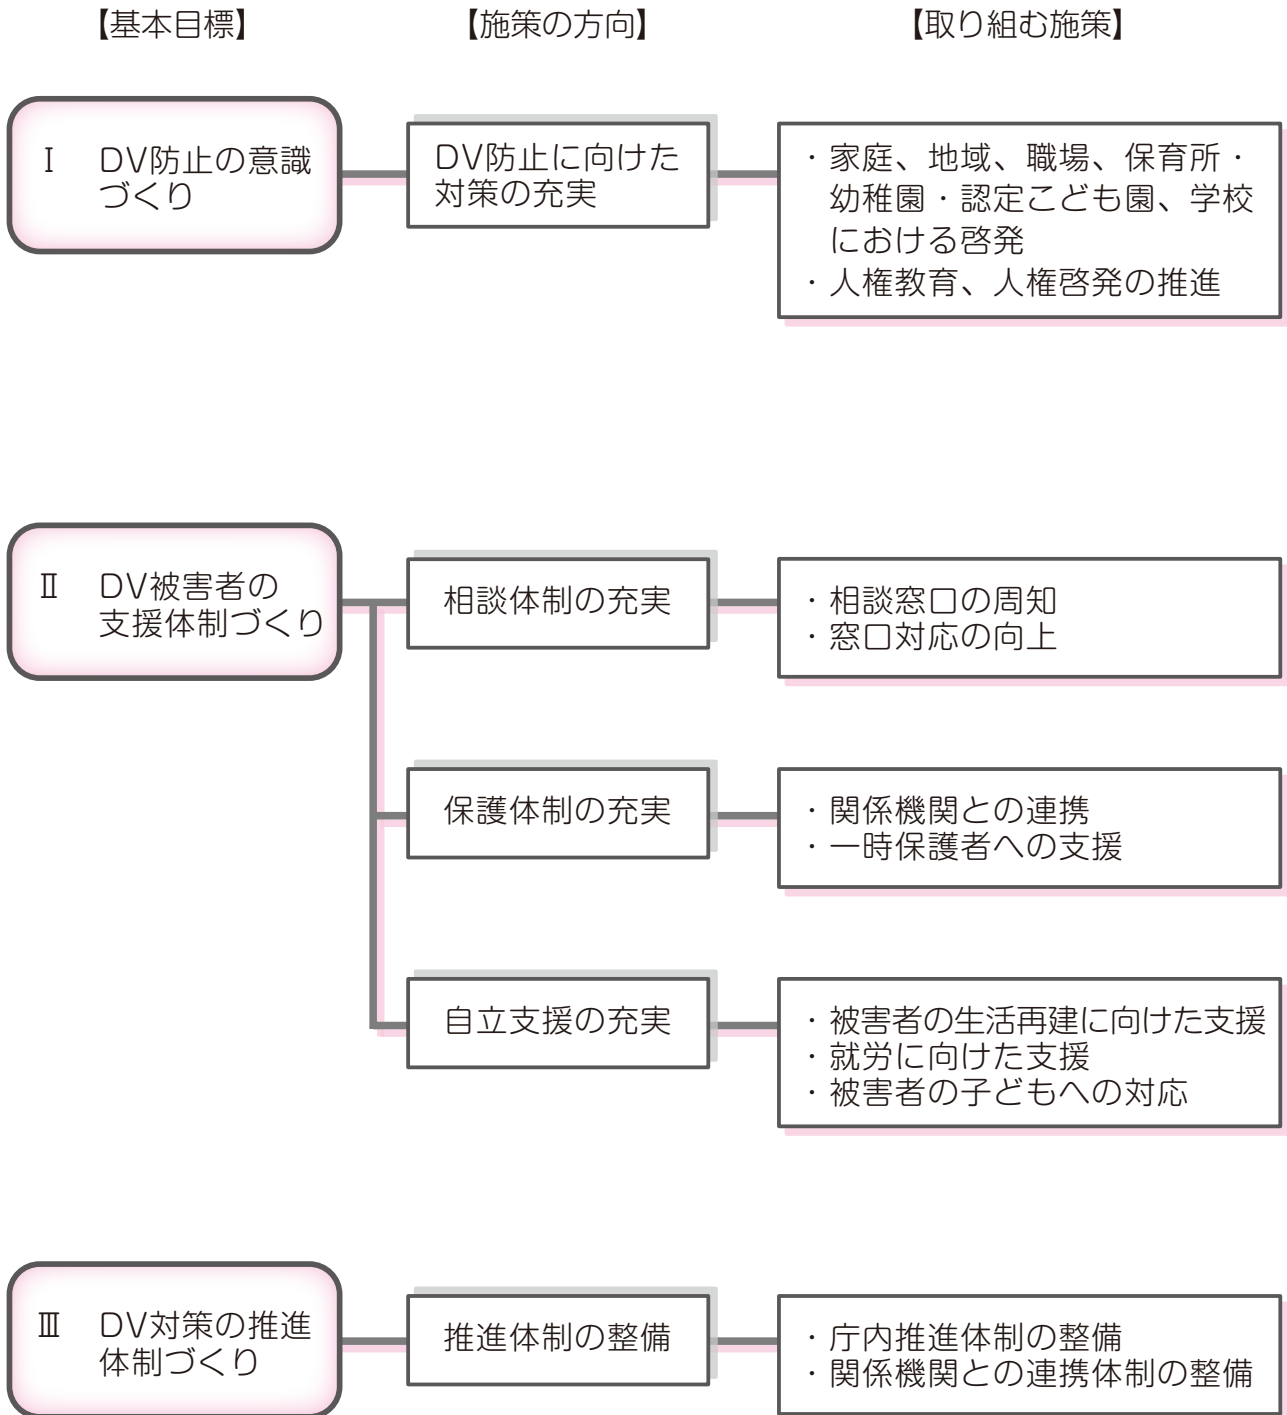 【基本目標】
【施策の方向】
【取り組む施策】
Ⅰ DV防止の意識
づくり
DV防止に向けた
対策の充実
・家庭、地域、職場、保育所・
幼稚園・認定こども園、学校
における啓発
・人権教育、人権啓発の推進
Ⅱ DV被害者の
支援体制づくり
相談体制の充実
・相談窓口の周知
・窓口対応の向上
保護体制の充実
・関係機関との連携
・一時保護者への支援
自立支援の充実
・被害者の生活再建に向けた支援
・就労に向けた支援
・被害者の子どもへの対応
Ⅲ DV対策の推進
体制づくり
推進体制の整備
・庁内推進体制の整備
・関係機関との連携体制の整備